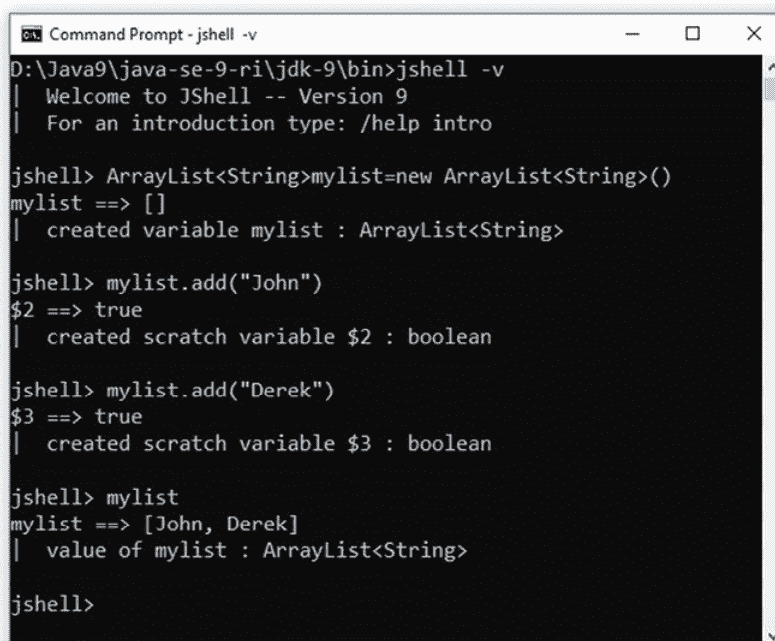 Command Prompt - jshell -v
D:\Java9\java-se-9-ri\jdk-9\bin>jshell -v
|  Welcome to JShell -- Version 9
|  For an introduction type: /help intro
jshell> ArrayList<String>mylist=new ArrayList<String>()
mylist ==> []
|  created variable mylist : ArrayList<String>
jshell> mylist.add("John")
$2 ==> true
|  created scratch variable $2 : boolean
jshell> mylist.add("Derek")
$3 ==> true
|  created scratch variable $3 : boolean
jshell> mylist
mylist ==> [John, Derek]
|  value of mylist : ArrayList<String>
jshell>